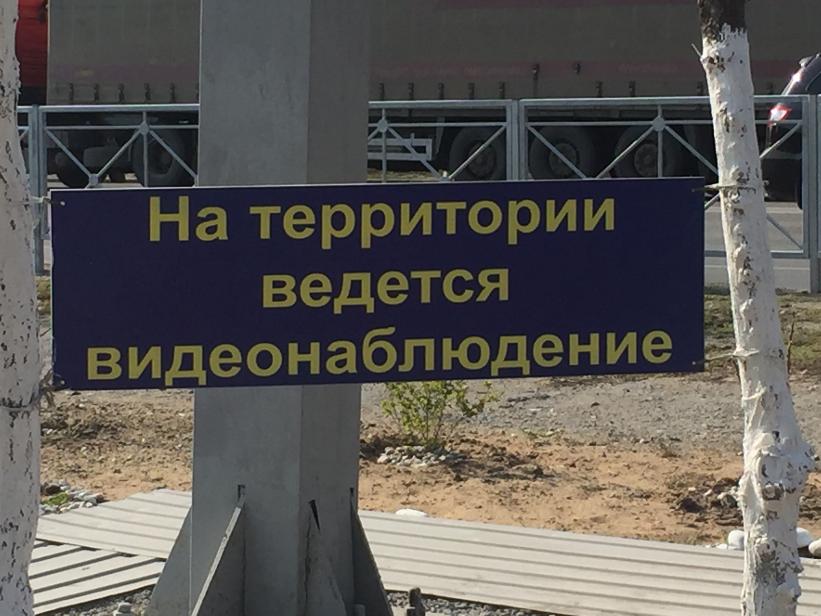 На территории
ведется
видеонаблюдение